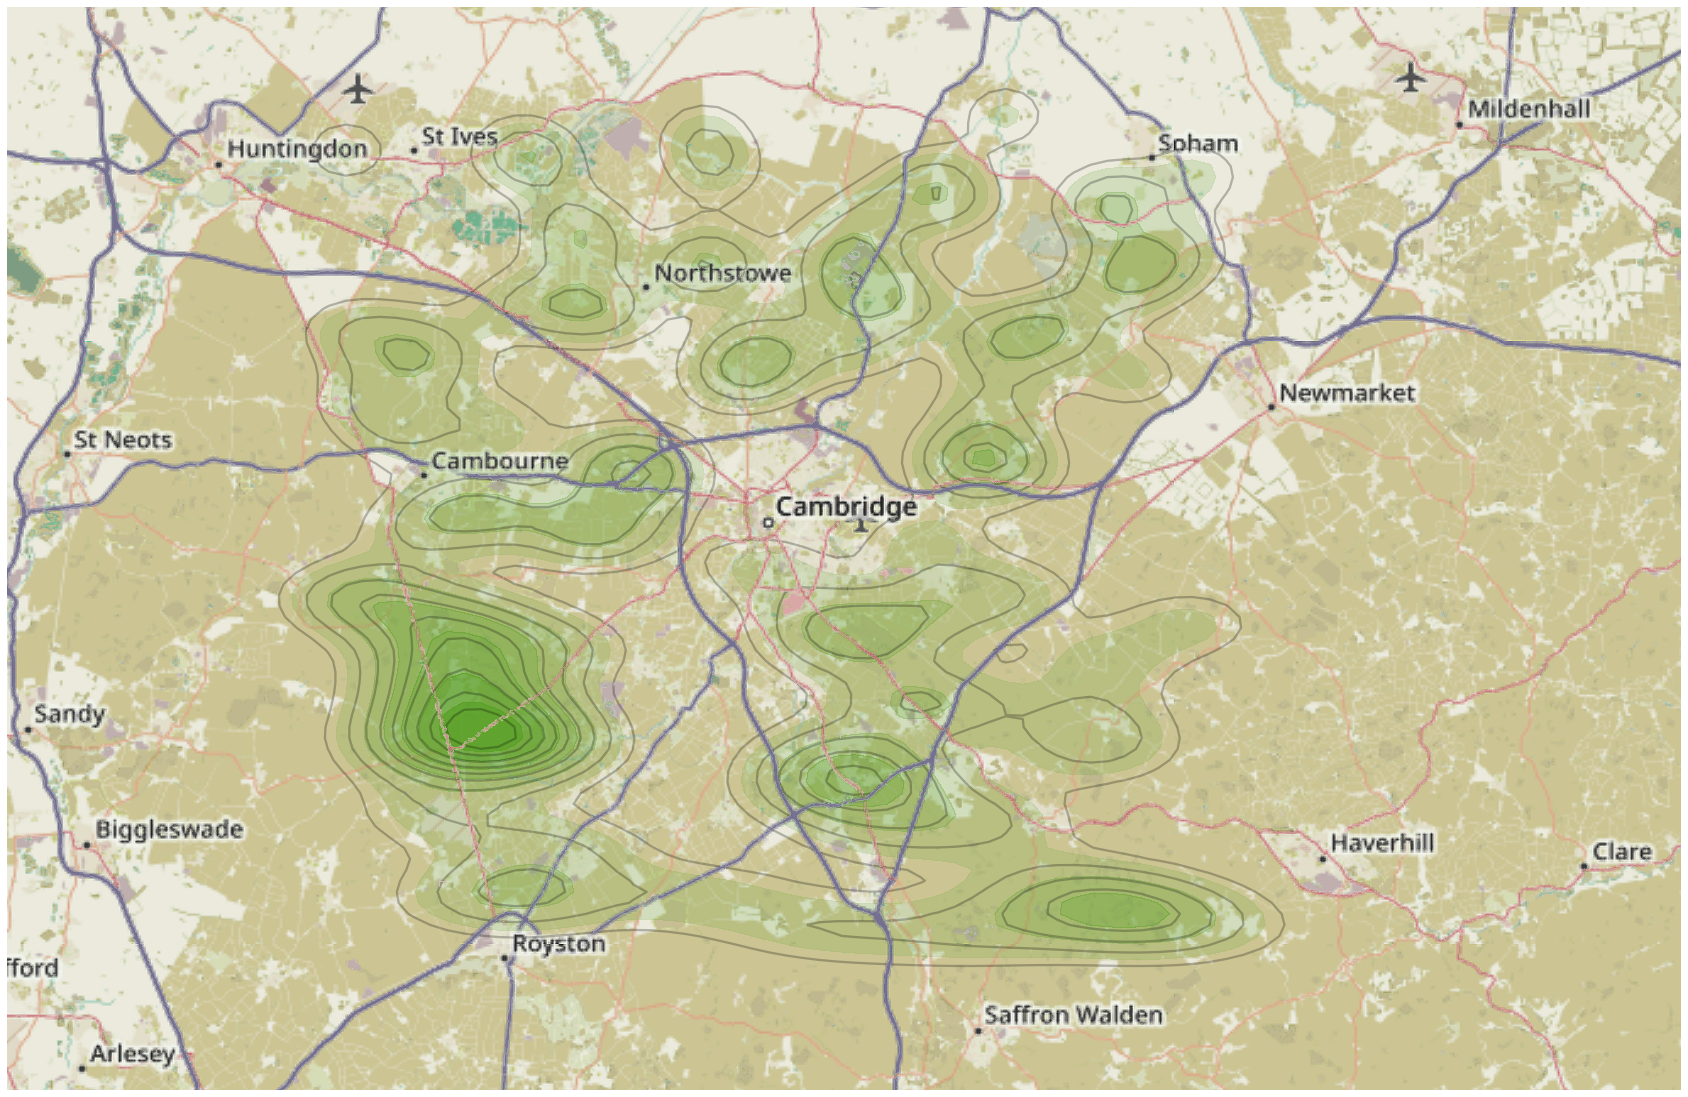 Mildenhall
St Ives
Huntingdon
Soham
Northstowe
Newmarket
St Neots
Cambourne
Cambridge
Sandy
Biggleswade
Haverhill
Clare
Royston
fford
Saffron Walden
Arlesey